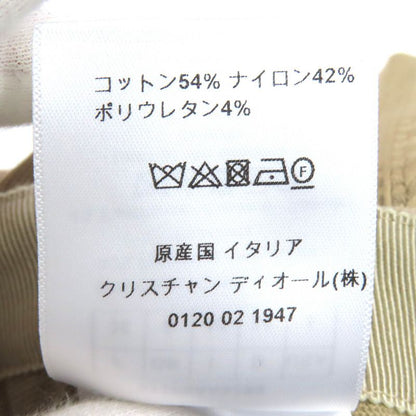 コットン54% ナイロン42%
ポリウレタン4%
F
原産国 イタリア
クリスチャン ディオール(株)
0120 02 1947